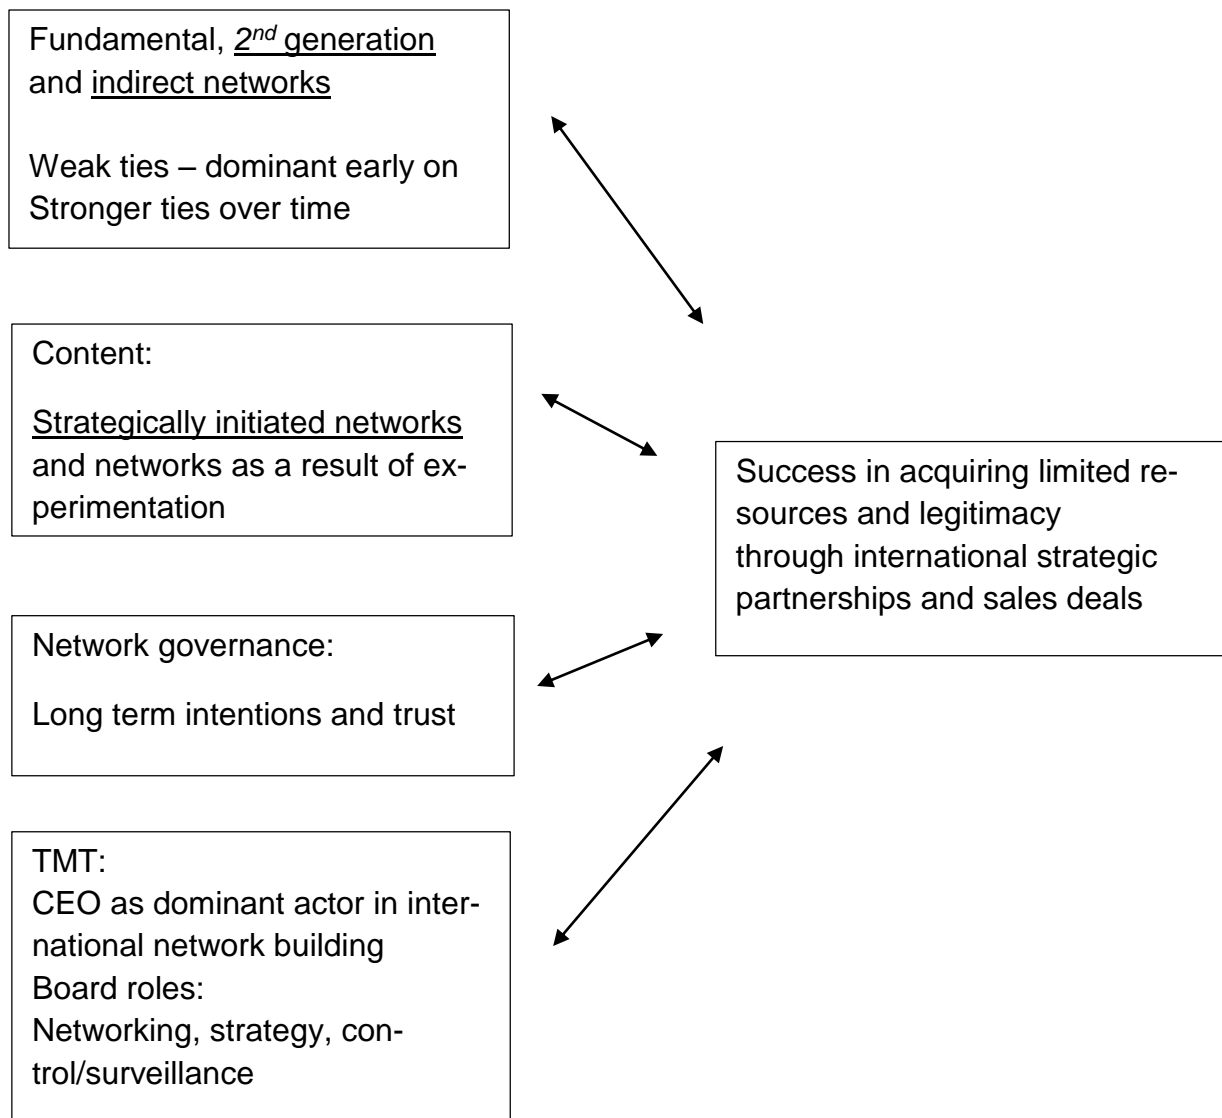 Fundamental, 2nd generation
and indirect networks
Weak ties – dominant early on
Stronger ties over time
Content:
Strategically initiated networks
and networks as a result of ex-
perimentation
Network governance:
Long term intentions and trust
TMT:
CEO as dominant actor in inter-
national network building
Board roles:
Networking, strategy, con-
trol/surveillance
Success in acquiring limited re-
sources and legitimacy
through international strategic
partnerships and sales deals